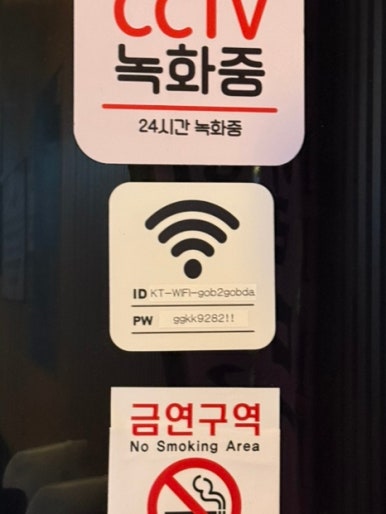 CCTV
녹화중
24시간 녹화중
ID KT-WiFi-gob2gobda
PW ggkk928211
금연구역
No Smoking Area